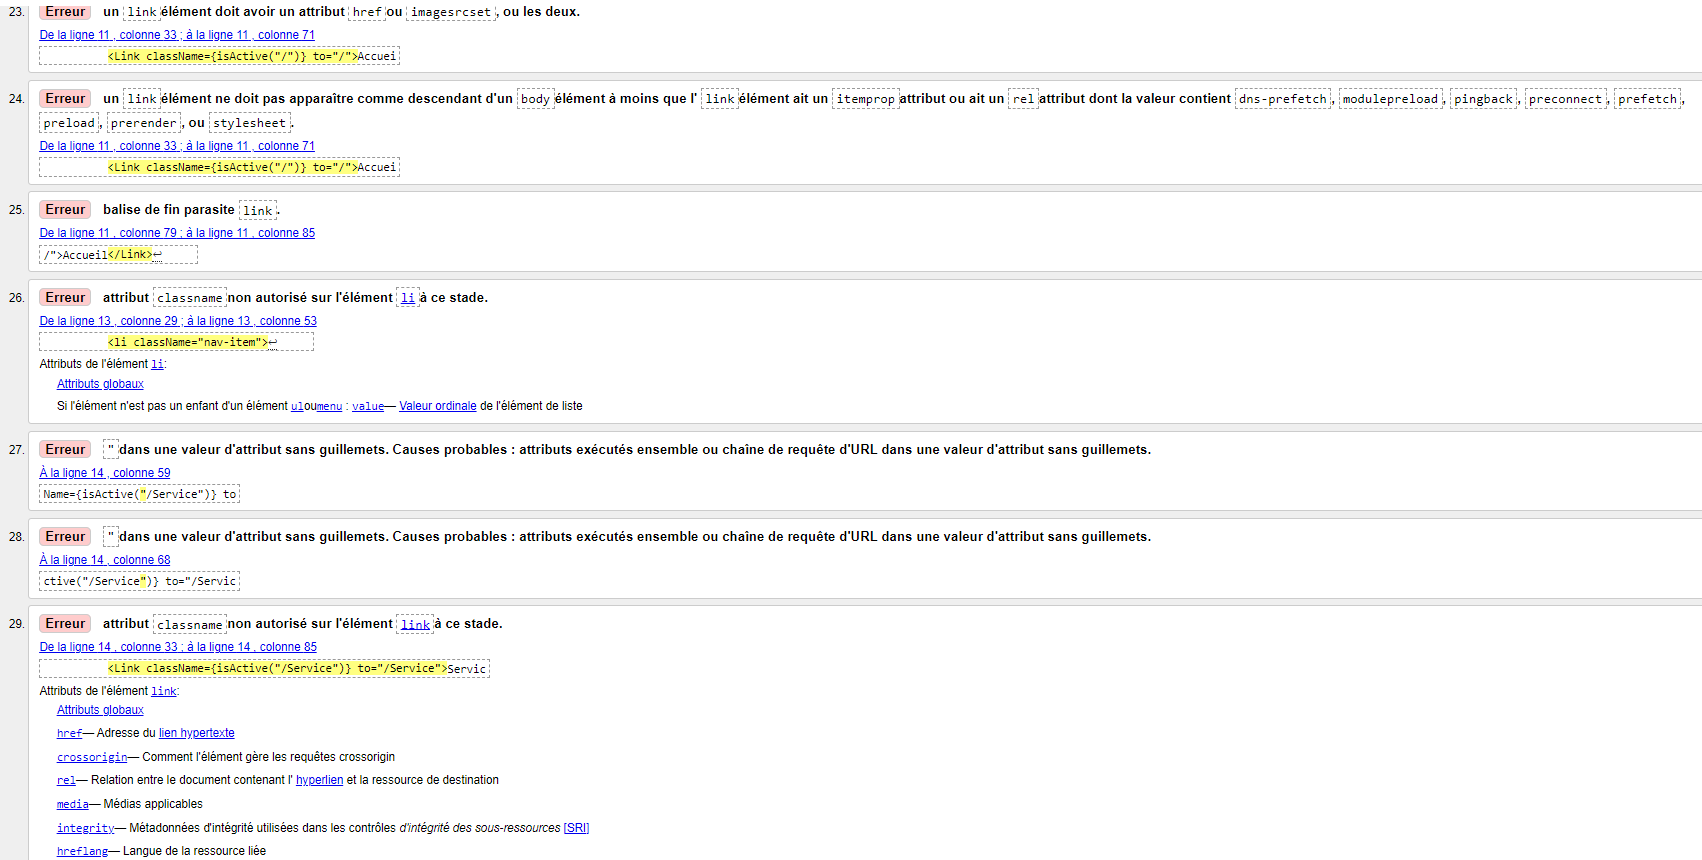 23. Erreur un link élément doit avoir un attribut href ou imagesrcset, ou les deux.
De la ligne 11 , colonne 33 ; à la ligne 11 , colonne 71
<Link className={isActive("/")} to="/">Accuei
24. Erreur un link élément ne doit pas apparaître comme descendant d'un body élément à moins que l' link élément ait un itemprop attribut ou ait un rel attribut dont la valeur contient dns-prefetch, modulepreload, pingback, preconnect, prefetch,
preload, prerender, ou stylesheet.
De la ligne 11 , colonne 33 ; à la ligne 11 , colonne 71
<Link className={isActive("/")} to="/">Accuei
25. Erreur balise de fin parasite link.
De la ligne 11 , colonne 79 ; à la ligne 11 , colonne 85
/">Accueil</Link>↩
26. Erreur attribut classname non autorisé sur l'élément li à ce stade.
De la ligne 13 , colonne 29 ; à la ligne 13 , colonne 53
<li className="nav-item">↩
Attributs de l'élément li:
Attributs globaux
Si l'élément n'est pas un enfant d'un élément ulou menu : value— Valeur ordinale de l'élément de liste
27. Erreur " dans une valeur d'attribut sans guillemets. Causes probables : attributs exécutés ensemble ou chaîne de requête d'URL dans une valeur d'attribut sans guillemets.
À la ligne 14 , colonne 59
Name={isActive("/Service")} to
28. Erreur " dans une valeur d'attribut sans guillemets. Causes probables : attributs exécutés ensemble ou chaîne de requête d'URL dans une valeur d'attribut sans guillemets.
À la ligne 14 , colonne 68
ctive("/Service")} to="/Servic
29. Erreur attribut classname non autorisé sur l'élément link à ce stade.
De la ligne 14 , colonne 33 ; à la ligne 14 , colonne 85
<Link className={isActive("/Service")} to="/Service">Servic
Attributs de l'élément link:
Attributs globaux
href— Adresse du lien hypertexte
crossorigin— Comment l'élément gère les requêtes crossorigin
rel— Relation entre le document contenant l' hyperlien et la ressource de destination
media— Médias applicables
integrity— Métadonnées d'intégrité utilisées dans les contrôles d'intégrité des sous-ressources [SRI]
hreflang— Langue de la ressource liée